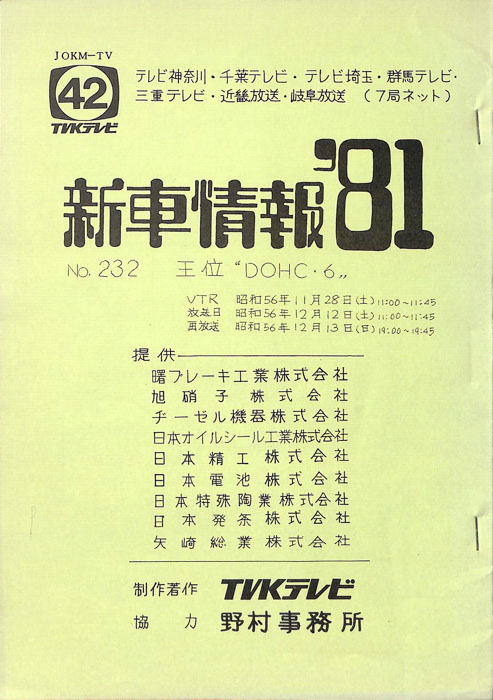 JOKM-TV
42
TVKテレビ
テレビ神奈川・千葉テレビ・テレビ埼玉・群馬テレビ・
三重テレビ・近畿放送・岐阜放送 (7局ネット)
新車情報'81
No. 232 王位 “DOHC・6„
VTR 昭和56年11月28日(土)11:00~11:45
放送日 昭和56年12月12日(土)11:00~11:45
再放送 昭和56年12月13日(日)19:00~19:45
提供
曙ブレーキ工業株式会社
旭硝子株式会社
ヂーゼル機器株式会社
日本オイルシール工業株式会社
日本精工株式会社
日本電池株式会社
日本特殊陶業株式会社
日本発条株式会社
矢崎総業株式会社
制作著作 TVKテレビ
協力 野村事務所